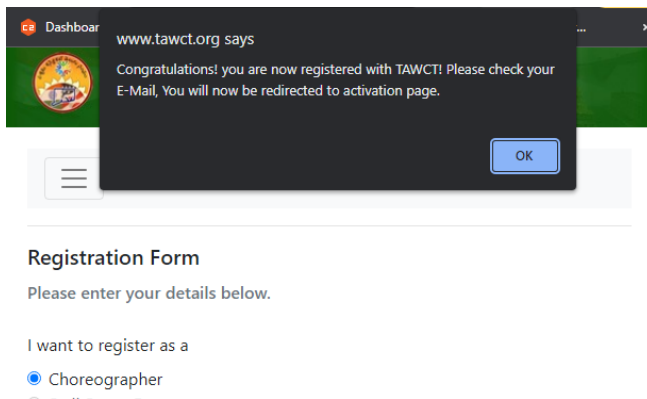 Dashboar
...
www.tawct.org says
Congratulations! you are now registered with TAWCT! Please check your
E-Mail, You will now be redirected to activation page.
OK
Registration Form
Please enter your details below.
I want to register as a
Choreographer